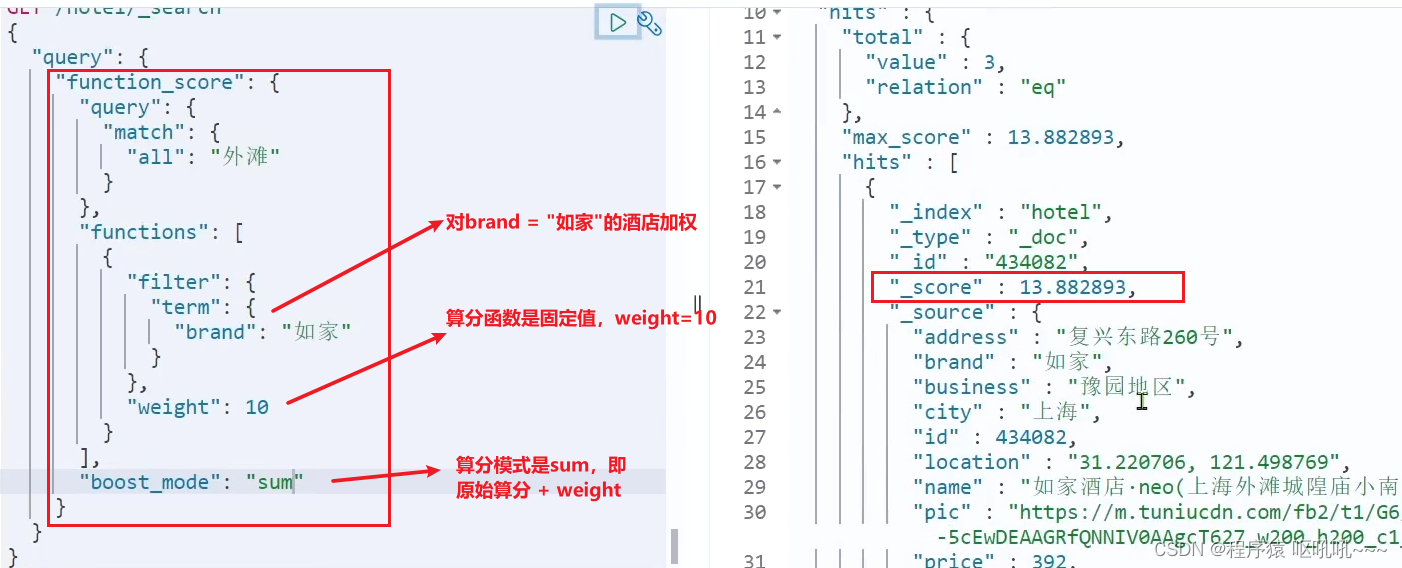 GET /hotel/_search
{
"query": {
"function_score": {
"query": {
"match": {
"all": "外滩"
}
},
"functions": [
{
"filter": {
"term": {
"brand": "如家"
}
},
"weight": 10
}
],
"boost_mode": "sum"
}
}
}
对brand = "如家"的酒店加权
算分函数是固定值，weight=10
算分模式是sum，即
原始算分 + weight
10 "hits" : {
11 "total" : {
12 "value" : 3,
13 "relation" : "eq"
14 },
15 "max_score" : 13.882893,
16 "hits" : [
17 {
18 "_index" : "hotel",
19 "_type" : "_doc",
20 "_id" : "434082",
21 "_score" : 13.882893,
22 "_source" : {
23 "address" : "复兴东路260号",
24 "brand" : "如家",
25 "business" : "豫园地区",
26 "city" : "上海",
27 "id" : 434082,
28 "location" : "31.220706, 121.498769",
29 "name" : "如家酒店·neo(上海外滩城隍庙小南
30 "pic" : "https://m.tuniucdn.com/fb2/t1/G6/
-5cEwDEAAGRfQNNIV0AAgcT627_w200_h200_c1_
31 "price" : 392,
CSDN @程序猿 呕吼吼~~~